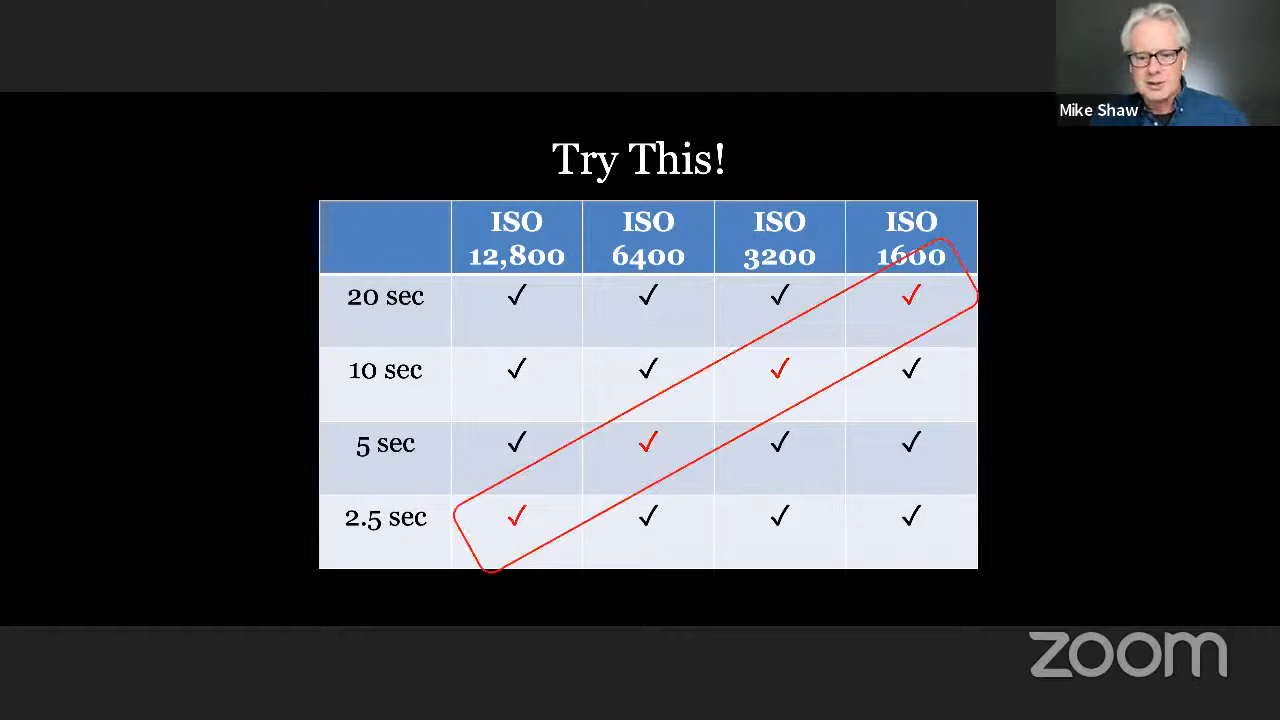 Mike Shaw
Try This!
ISO ISO ISO ISO
12,800 6400 3200 1600
20 sec ✓ ✓ ✓ ✓
10 sec ✓ ✓ ✓ ✓
5 sec ✓ ✓ ✓ ✓
2.5 sec ✓ ✓ ✓ ✓
zoom